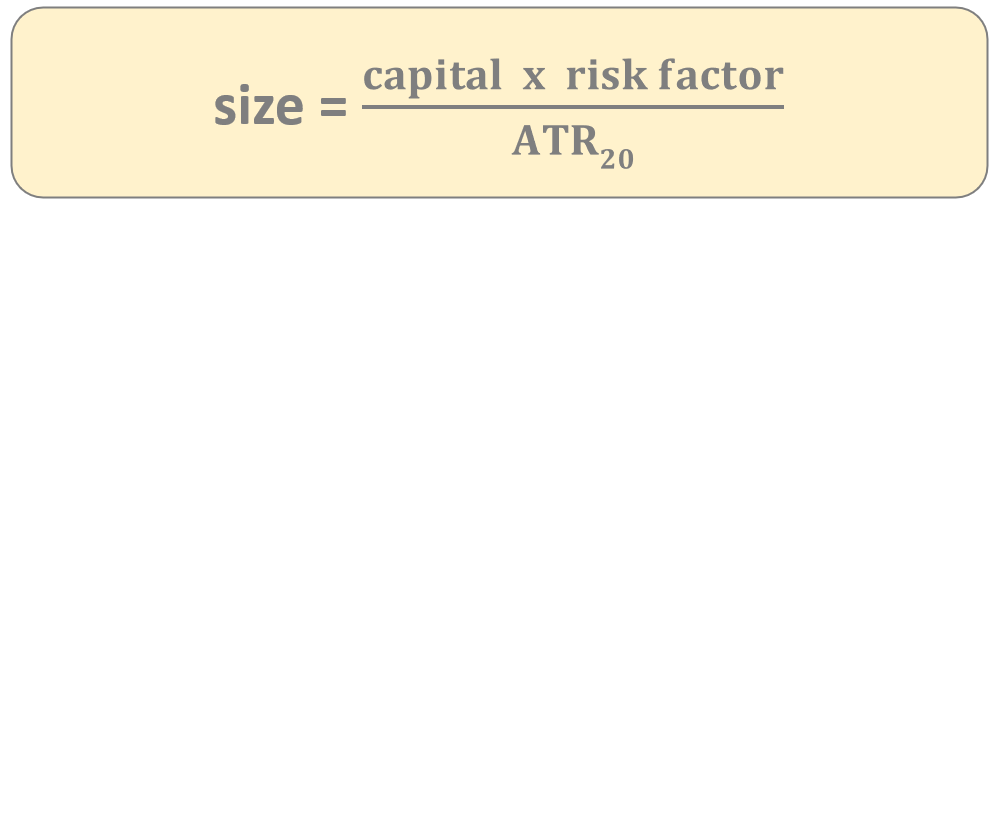 size = capital x risk factor
ATR20